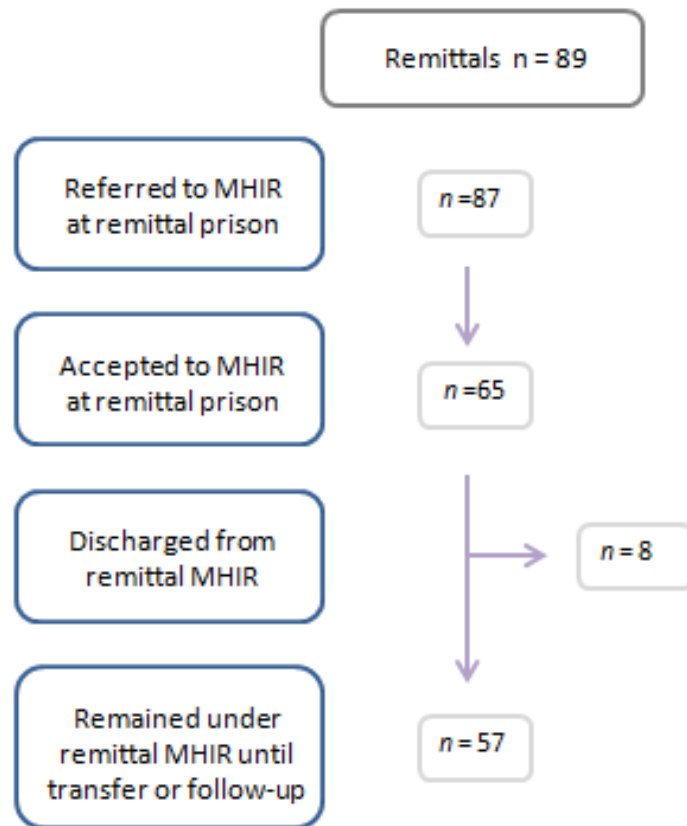 Remittals n = 89
Referred to MHIR
at remittal prison
n =87
Accepted to MHIR
at remittal prison
n =65
Discharged from
remittal MHIR
n = 8
Remained under
remittal MHIR until
transfer or follow-up
n = 57